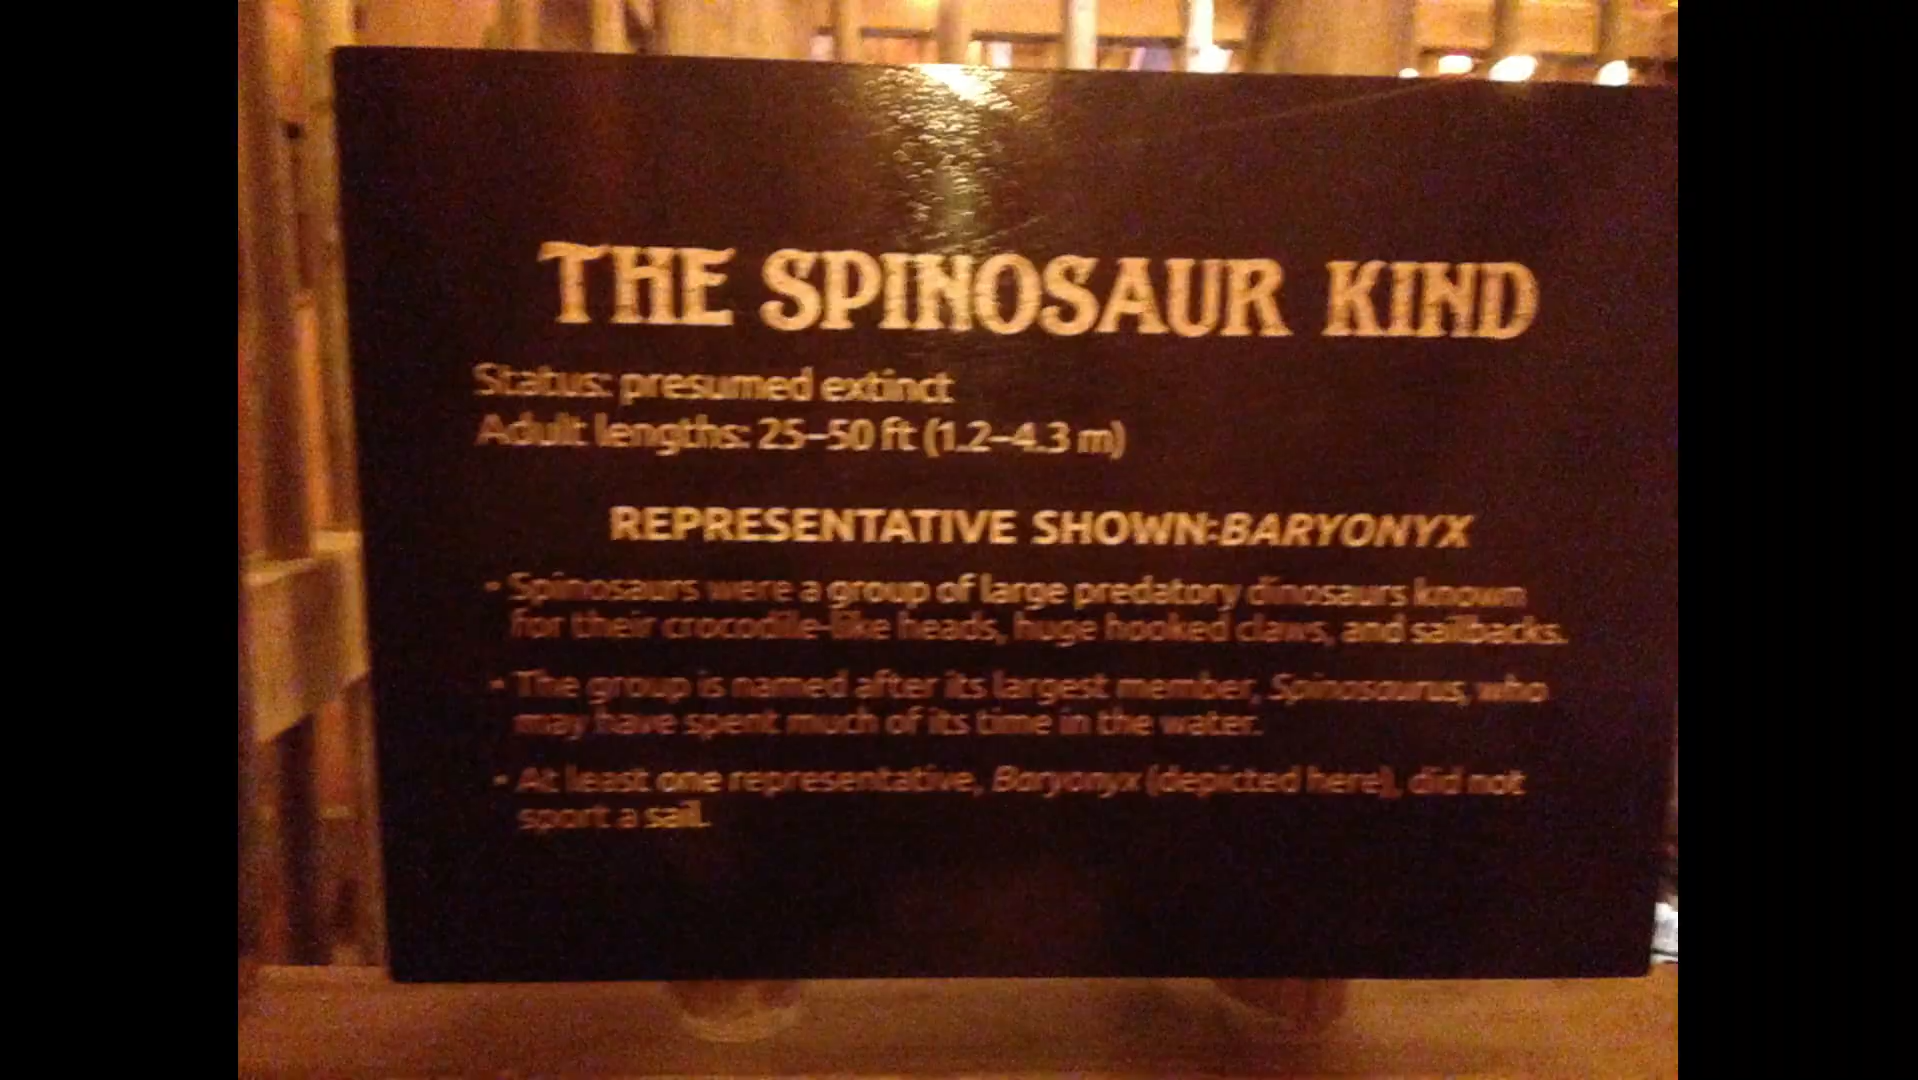 THE SPINOSAUR KIND
Status: presumed extinct
Adult lengths: 25–50 ft (1.2–4.3 m)
REPRESENTATIVE SHOWN:BARYONYX
• Spinosaurs were a group of large predatory dinosaurs known
for their crocodile-like heads, huge hooked claws, and sailbacks.
• The group is named after its largest member, Spinosaurus, who
may have spent much of its time in the water.
• At least one representative, Baryonyx (depicted here), did not
sport a sail.